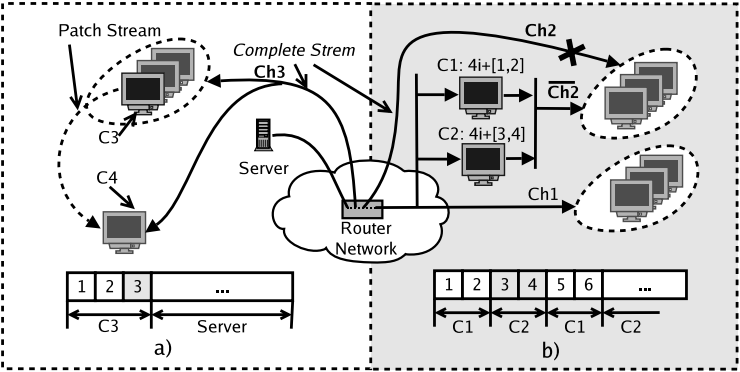 Patch Stream
Complete Strem
Ch3
C3
C4
Server
Router
Network
1 2 3 ...
C3 Server
a)
Ch2
C1: 4i+[1,2]
C̅h̅2̅
C2: 4i+[3,4]
Ch1
1 2 3 4 5 6 ...
C1 C2 C1 C2
b)